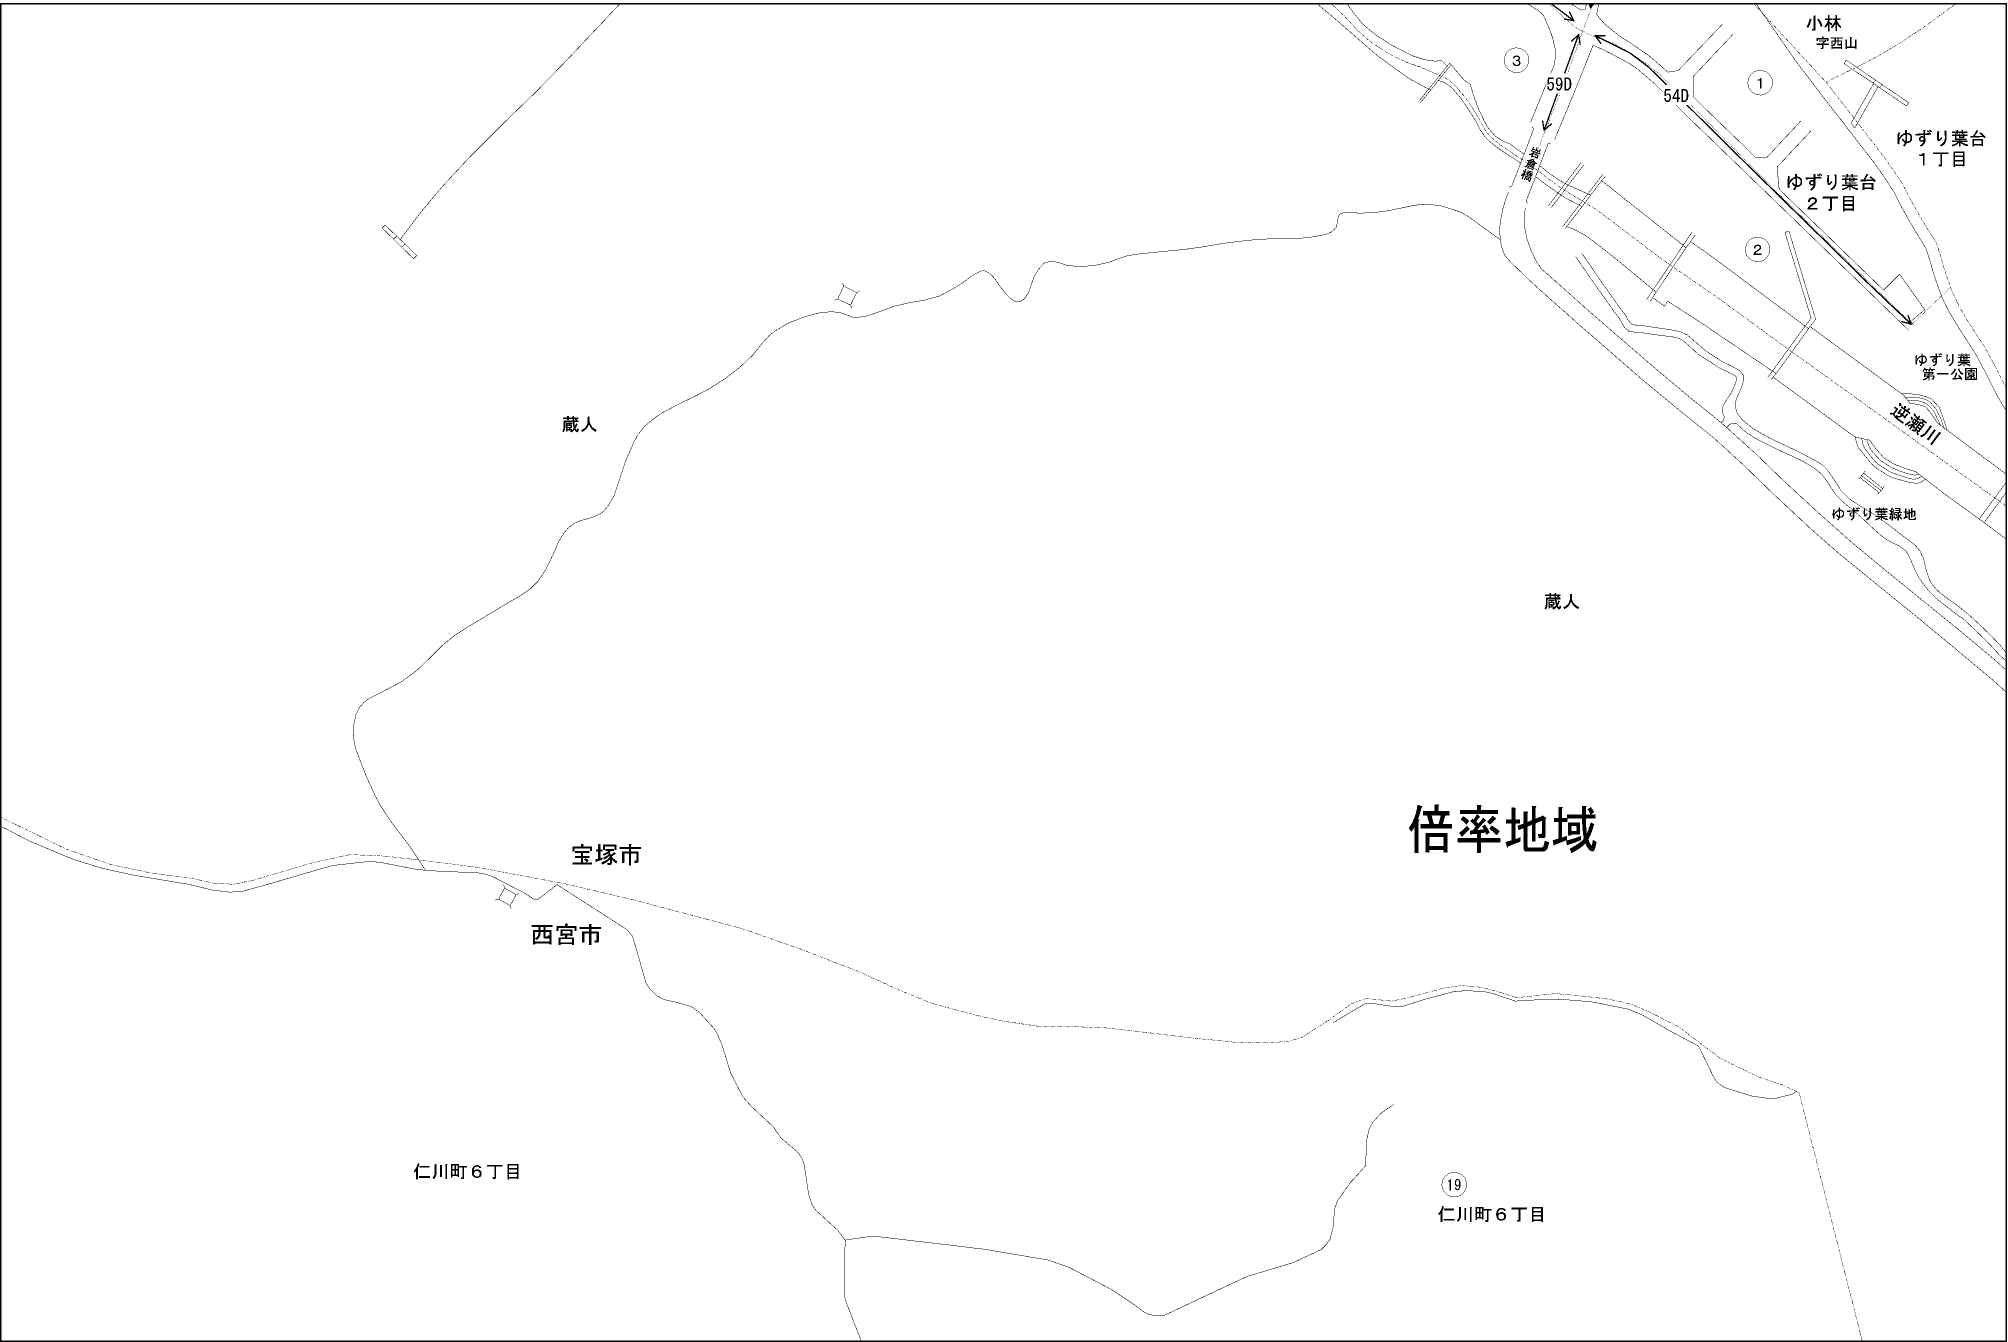 小林
字西山
③
59D
54D
①
ゆずり葉台
1丁目
岩倉橋
ゆずり葉台
2丁目
②
ゆずり葉
第一公園
逆瀬川
蔵人
ゆずり葉緑地
蔵人
倍率地域
宝塚市
西宮市
仁川町6丁目
⑲
仁川町6丁目